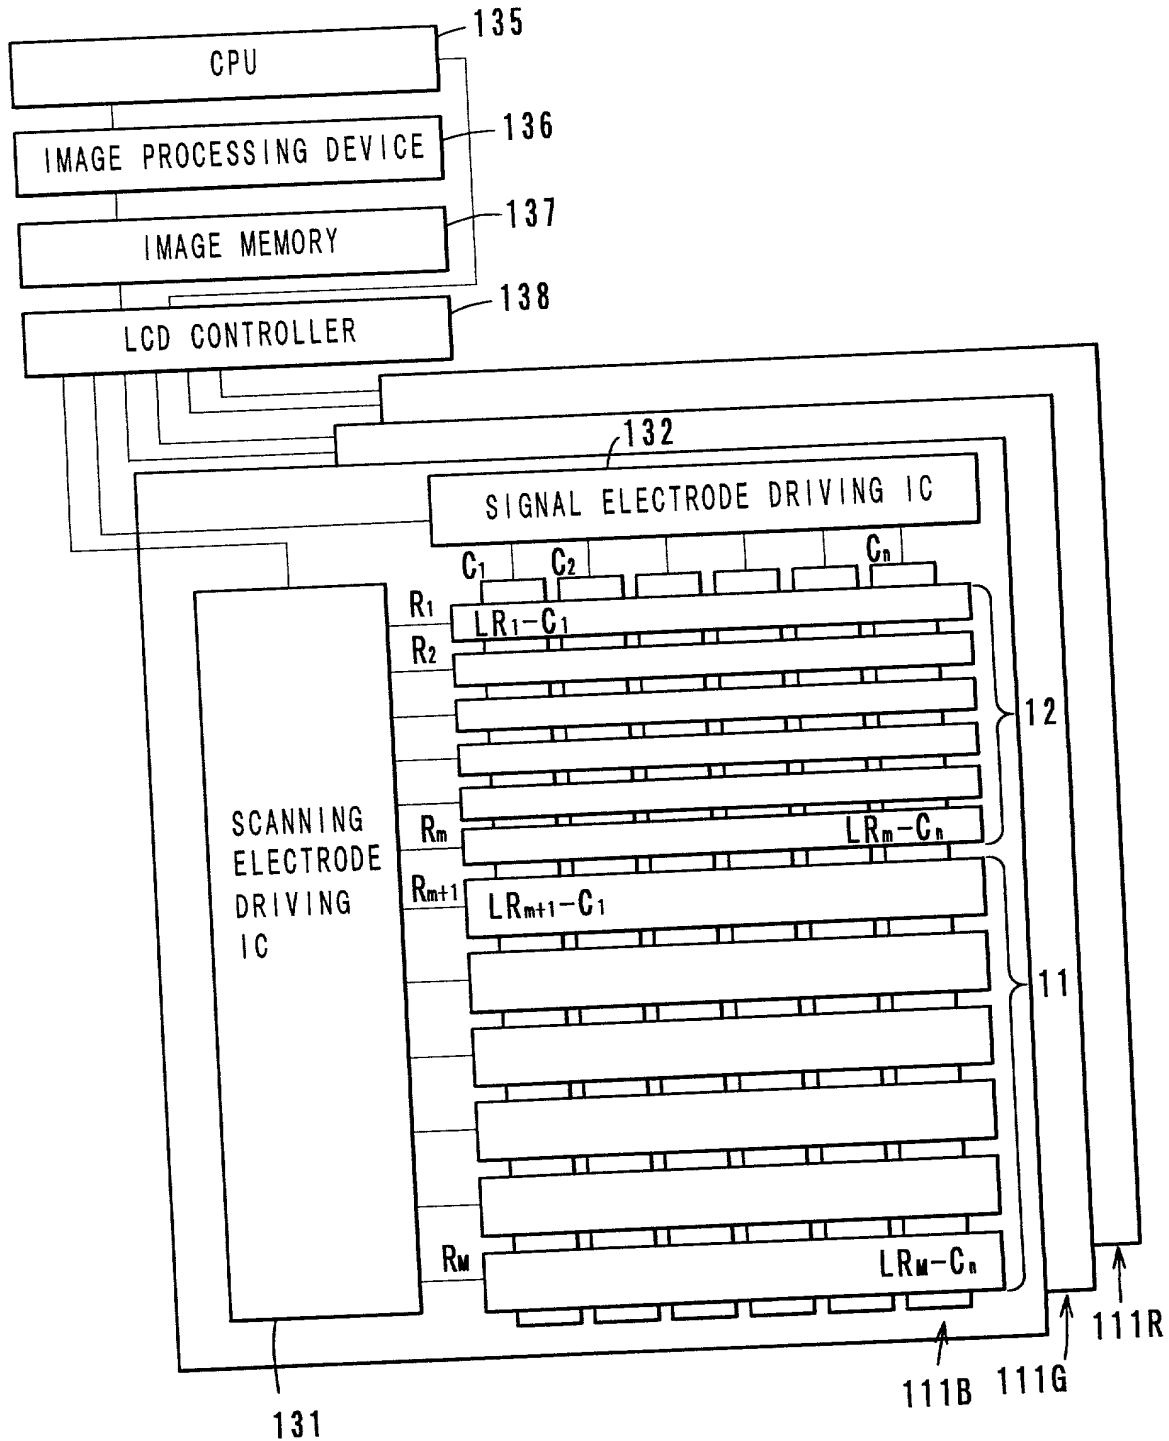 135
CPU
136
IMAGE PROCESSING DEVICE
137
IMAGE MEMORY
138
LCD CONTROLLER
132
SIGNAL ELECTRODE DRIVING IC
C1 C2 Cn
R1
LR1-C1
R2
12
SCANNING
ELECTRODE
DRIVING
IC
Rm
LRm-Cn
Rm+1
LRm+1-C1
11
RM
LRM-Cn
111R
111G
111B
131